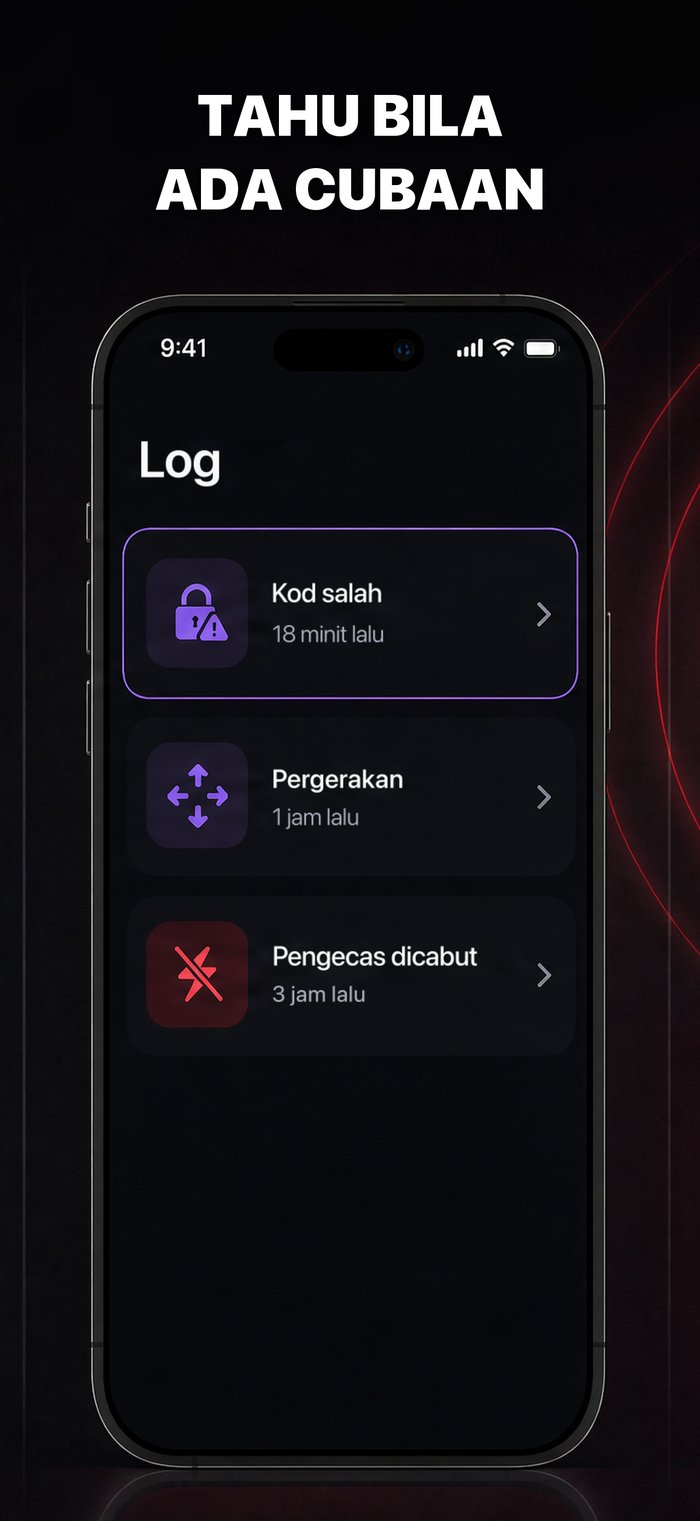 TAHU BILA
ADA CUBAAN
9:41
Log
Kod salah
18 minit lalu
Pergerakan
1 jam lalu
Pengecas dicabut
3 jam lalu